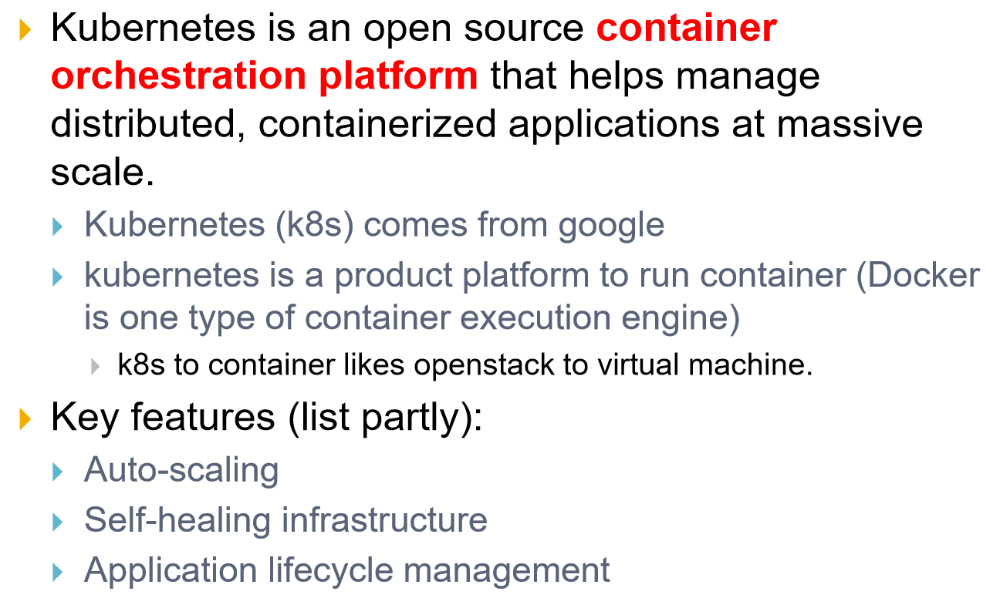 Kubernetes is an open source container
orchestration platform that helps manage
distributed, containerized applications at massive
scale.
Kubernetes (k8s) comes from google
kubernetes is a product platform to run container (Docker
is one type of container execution engine)
k8s to container likes openstack to virtual machine.
Key features (list partly):
Auto-scaling
Self-healing infrastructure
Application lifecycle management